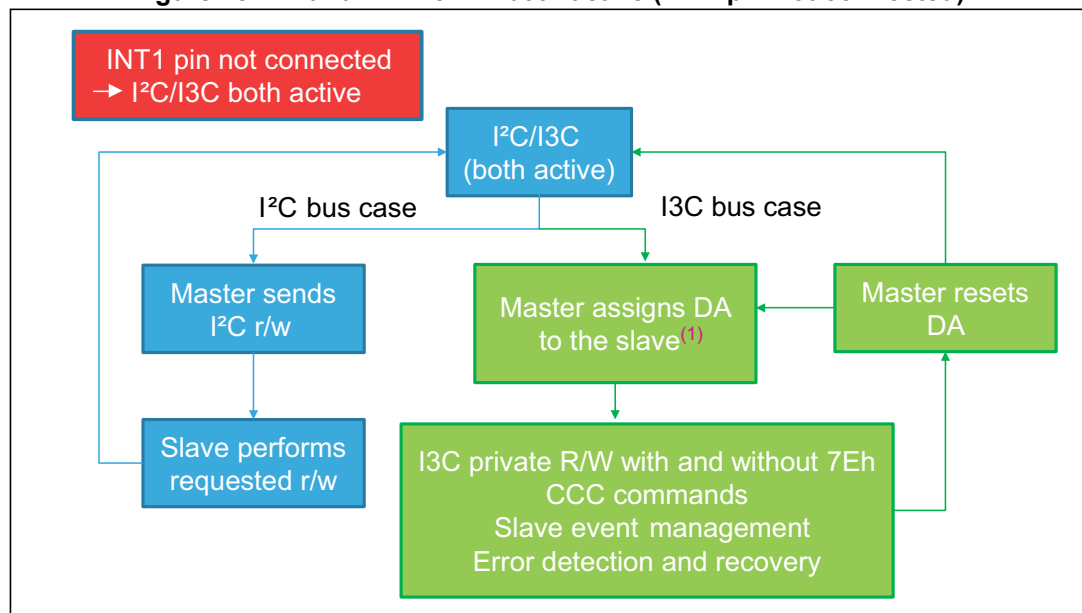 INT1 pin not connected
→ I²C/I3C both active
I²C/I3C
(both active)
I²C bus case
I3C bus case
Master sends
I²C r/w
Master assigns DA
to the slave(1)
Master resets
DA
Slave performs
requested r/w
I3C private R/W with and without 7Eh
CCC commands
Slave event management
Error detection and recovery